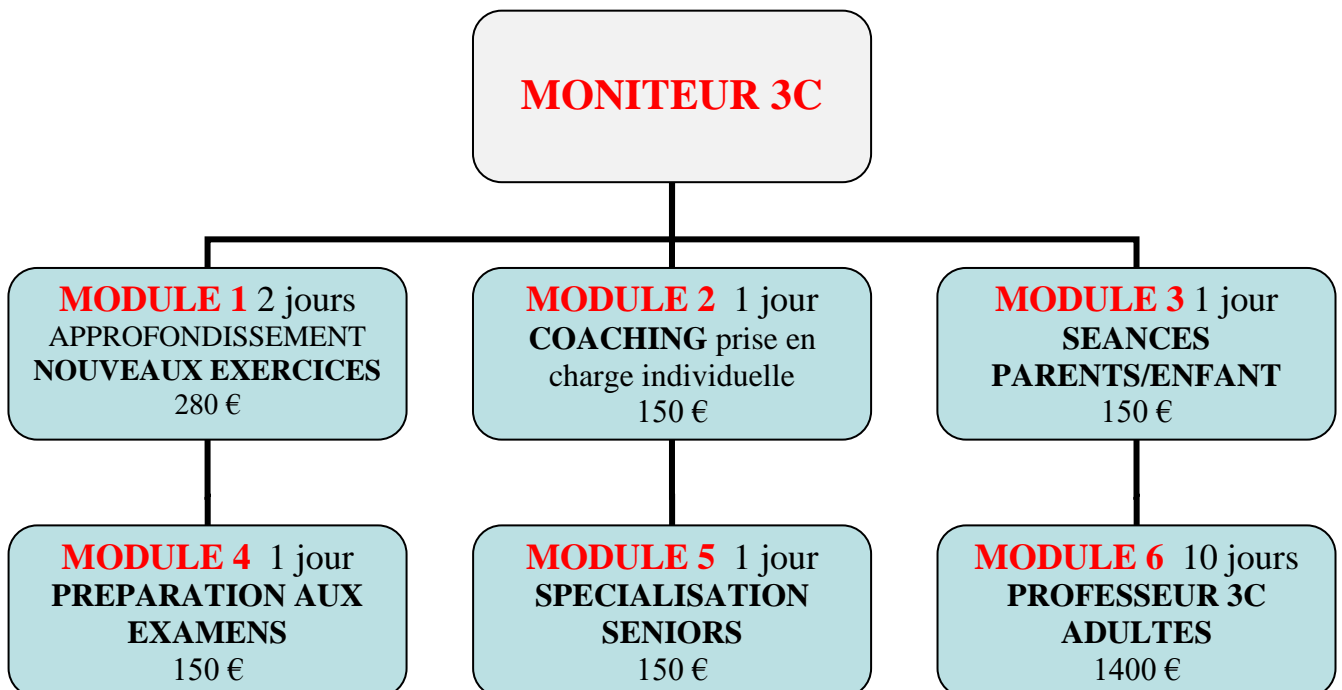 MONITEUR 3C
MODULE 1 2 jours
APPROFONDISSEMENT
NOUVEAUX EXERCICES
280 €
MODULE 2 1 jour
COACHING prise en
charge individuelle
150 €
MODULE 3 1 jour
SEANCES
PARENTS/ENFANT
150 €
MODULE 4 1 jour
PREPARATION AUX
EXAMENS
150 €
MODULE 5 1 jour
SPECIALISATION
SENIORS
150 €
MODULE 6 10 jours
PROFESSEUR 3C
ADULTES
1400 €